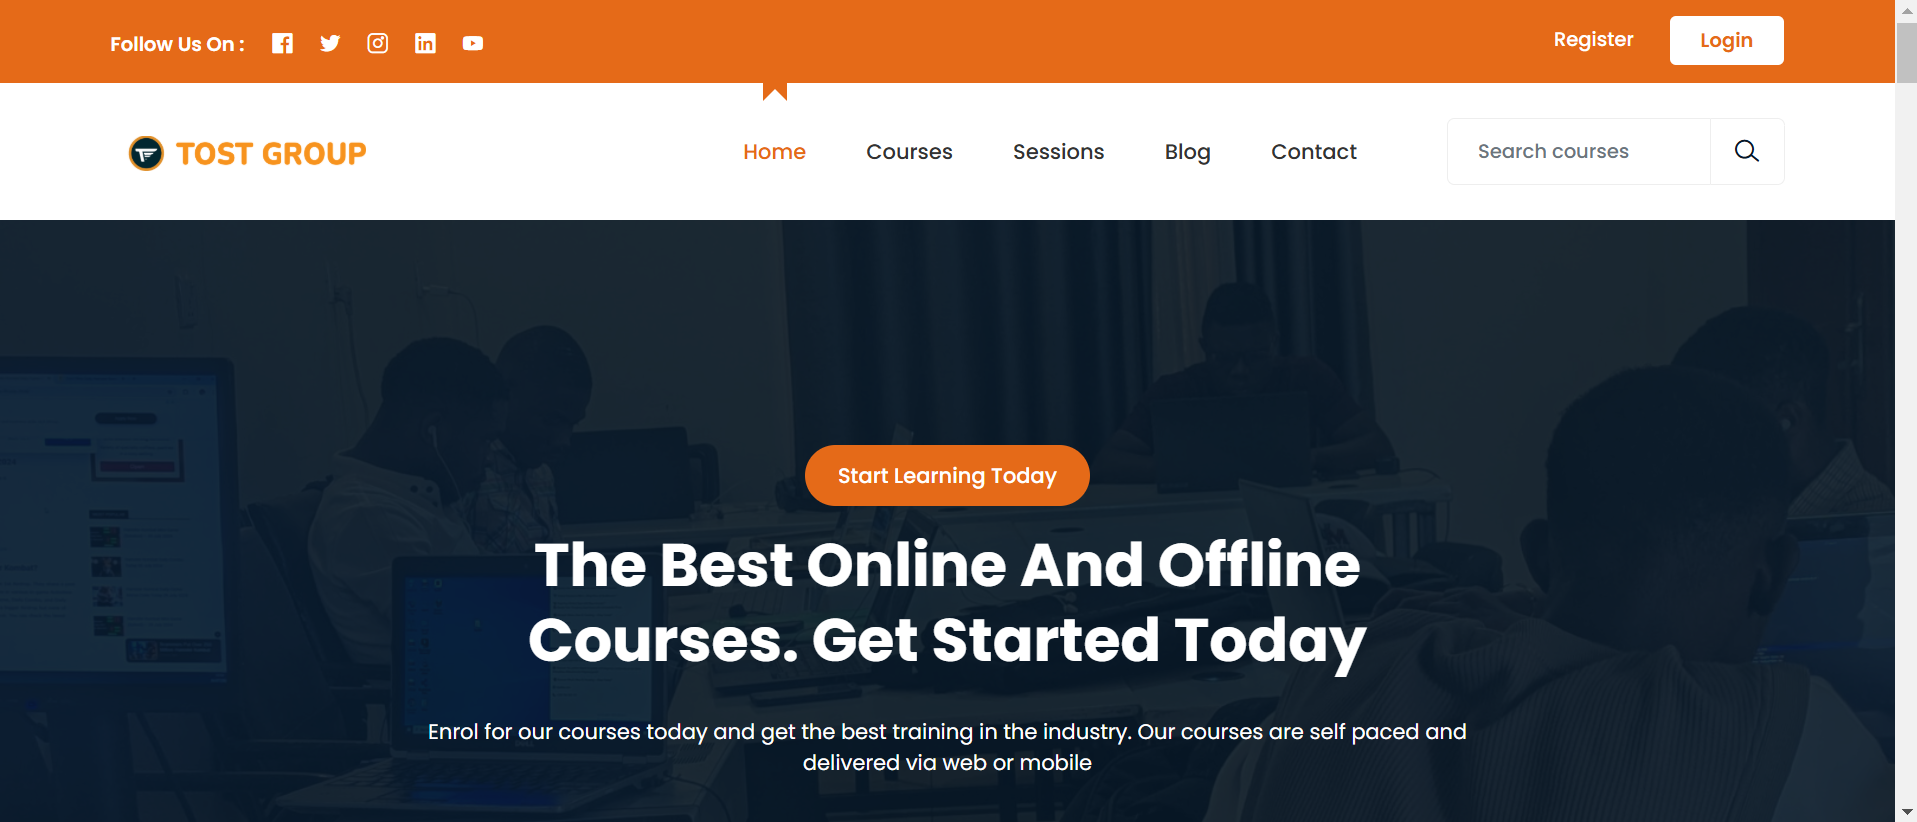 Follow Us On :
Register
Login
TOST GROUP
Home
Courses
Sessions
Blog
Contact
Search courses
Start Learning Today
The Best Online And Offline
Courses. Get Started Today
Enrol for our courses today and get the best training in the industry. Our courses are self paced and
delivered via web or mobile